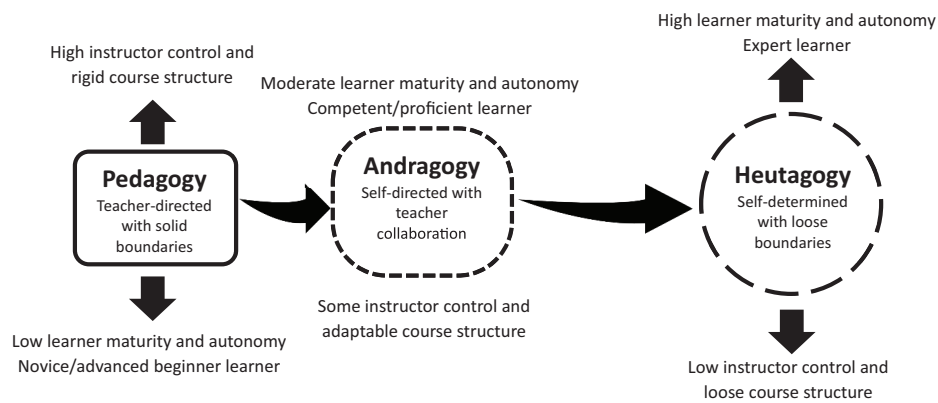 High instructor control and
rigid course structure
Pedagogy
Teacher-directed
with solid
boundaries
Low learner maturity and autonomy
Novice/advanced beginner learner
Moderate learner maturity and autonomy
Competent/proficient learner
Andragogy
Self-directed with
teacher
collaboration
Some instructor control and
adaptable course structure
High learner maturity and autonomy
Expert learner
Heutagogy
Self-determined
with loose
boundaries
Low instructor control and
loose course structure